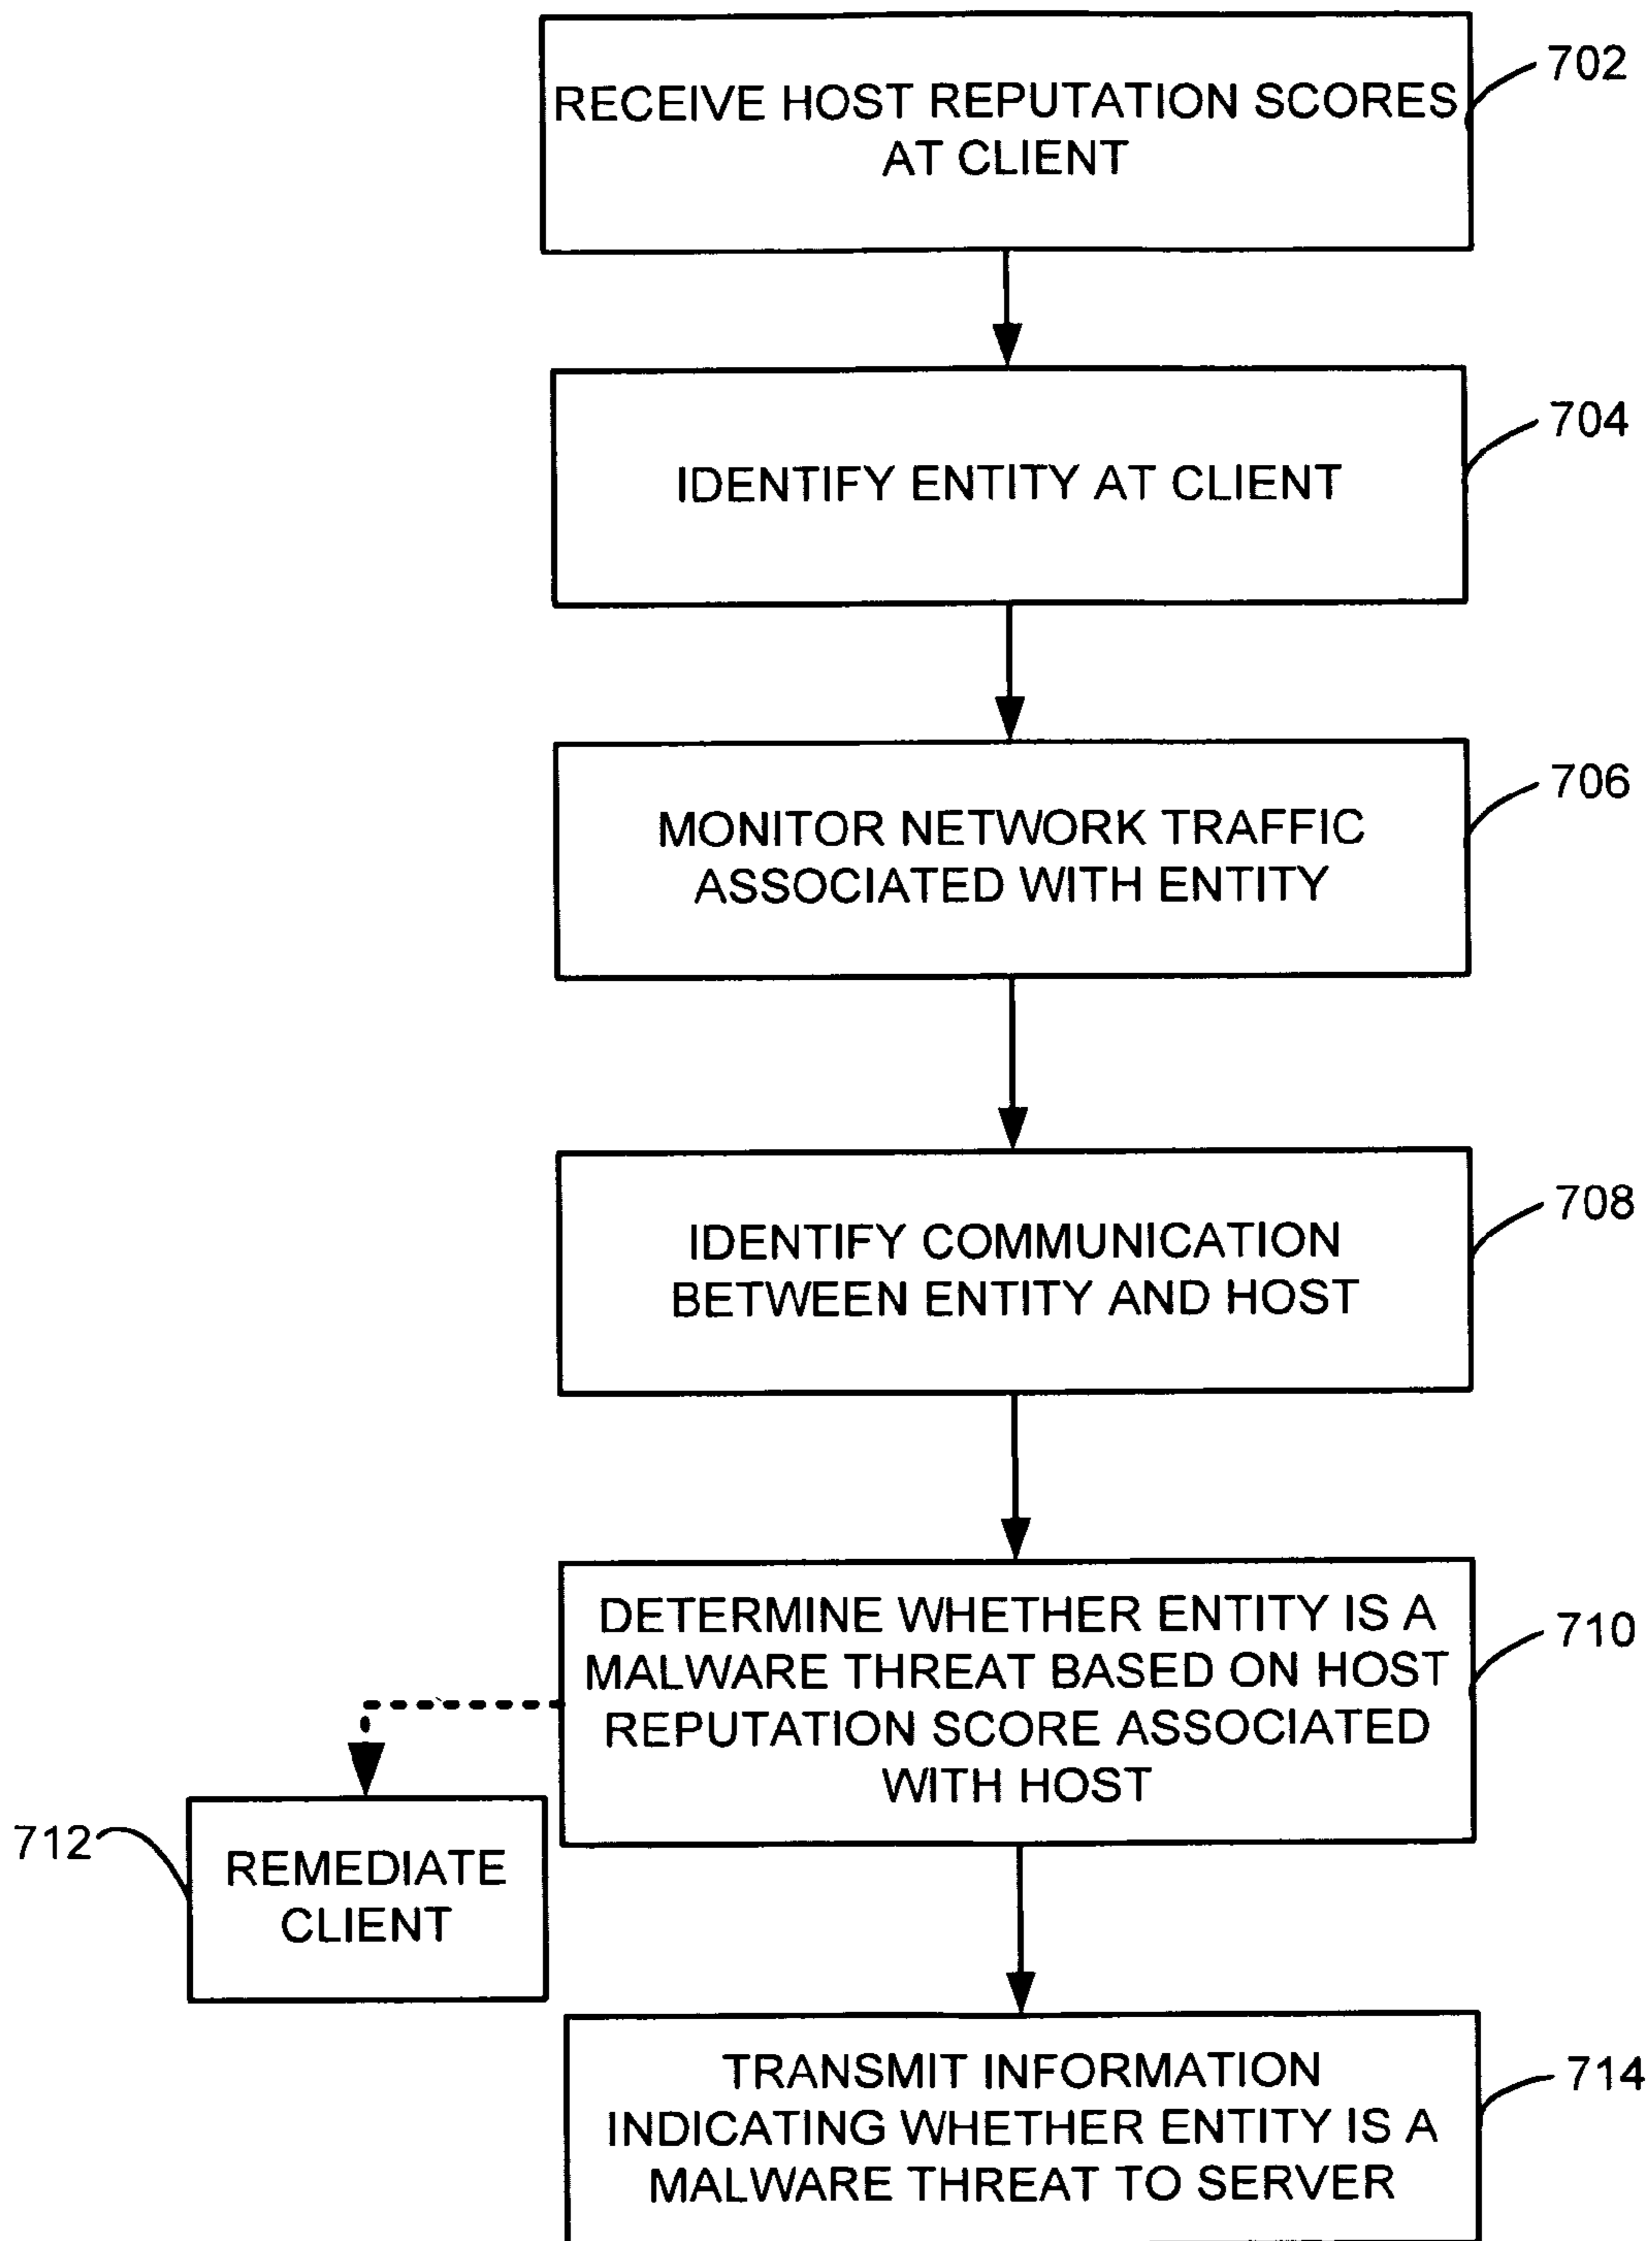 RECEIVE HOST REPUTATION SCORES
AT CLIENT
702
IDENTIFY ENTITY AT CLIENT
704
MONITOR NETWORK TRAFFIC
ASSOCIATED WITH ENTITY
706
IDENTIFY COMMUNICATION
BETWEEN ENTITY AND HOST
708
DETERMINE WHETHER ENTITY IS A
MALWARE THREAT BASED ON HOST
REPUTATION SCORE ASSOCIATED
WITH HOST
710
712
REMEDIATE
CLIENT
TRANSMIT INFORMATION
INDICATING WHETHER ENTITY IS A
MALWARE THREAT TO SERVER
714